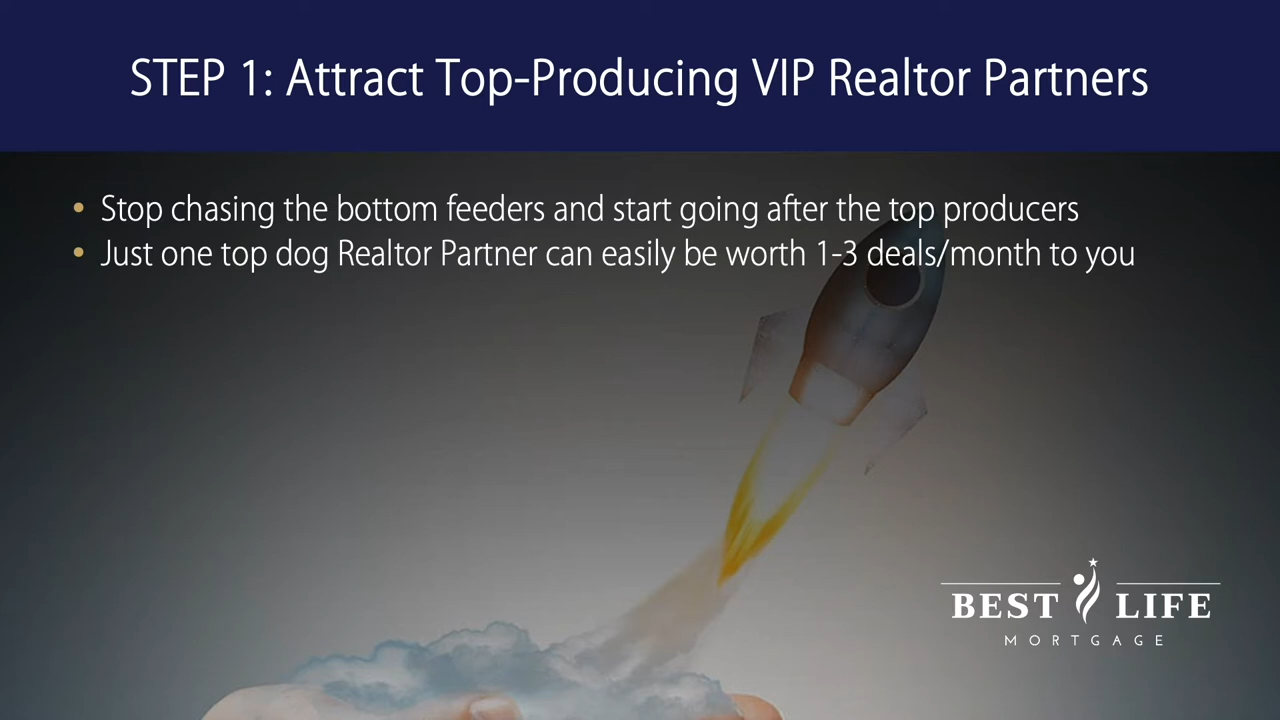 STEP 1: Attract Top-Producing VIP Realtor Partners
• Stop chasing the bottom feeders and start going after the top producers
• Just one top dog Realtor Partner can easily be worth 1-3 deals/month to you
BEST LIFE
MORTGAGE